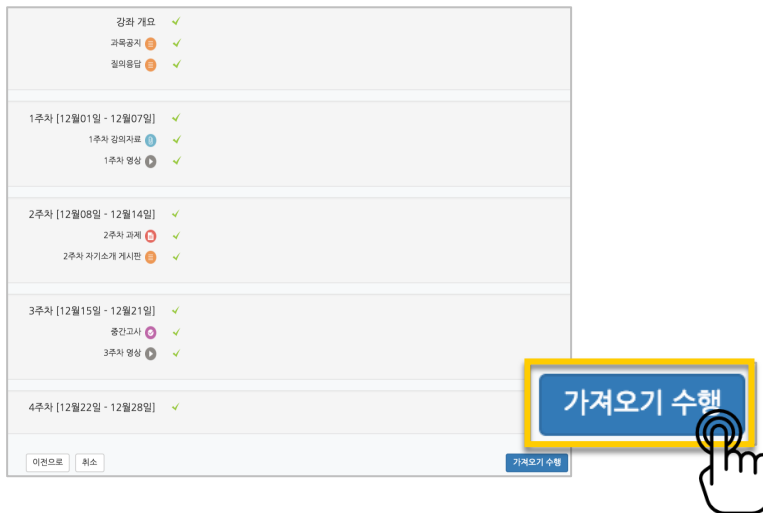 강좌 개요
과목공지
질의응답
1주차 [12월01일 - 12월07일]
1주차 강의자료
1주차 영상
2주차 [12월08일 - 12월14일]
2주차 과제
2주차 자기소개 게시판
3주차 [12월15일 - 12월21일]
중간고사
3주차 영상
4주차 [12월22일 - 12월28일]
가져오기 수행
이전으로 취소 가져오기 수행